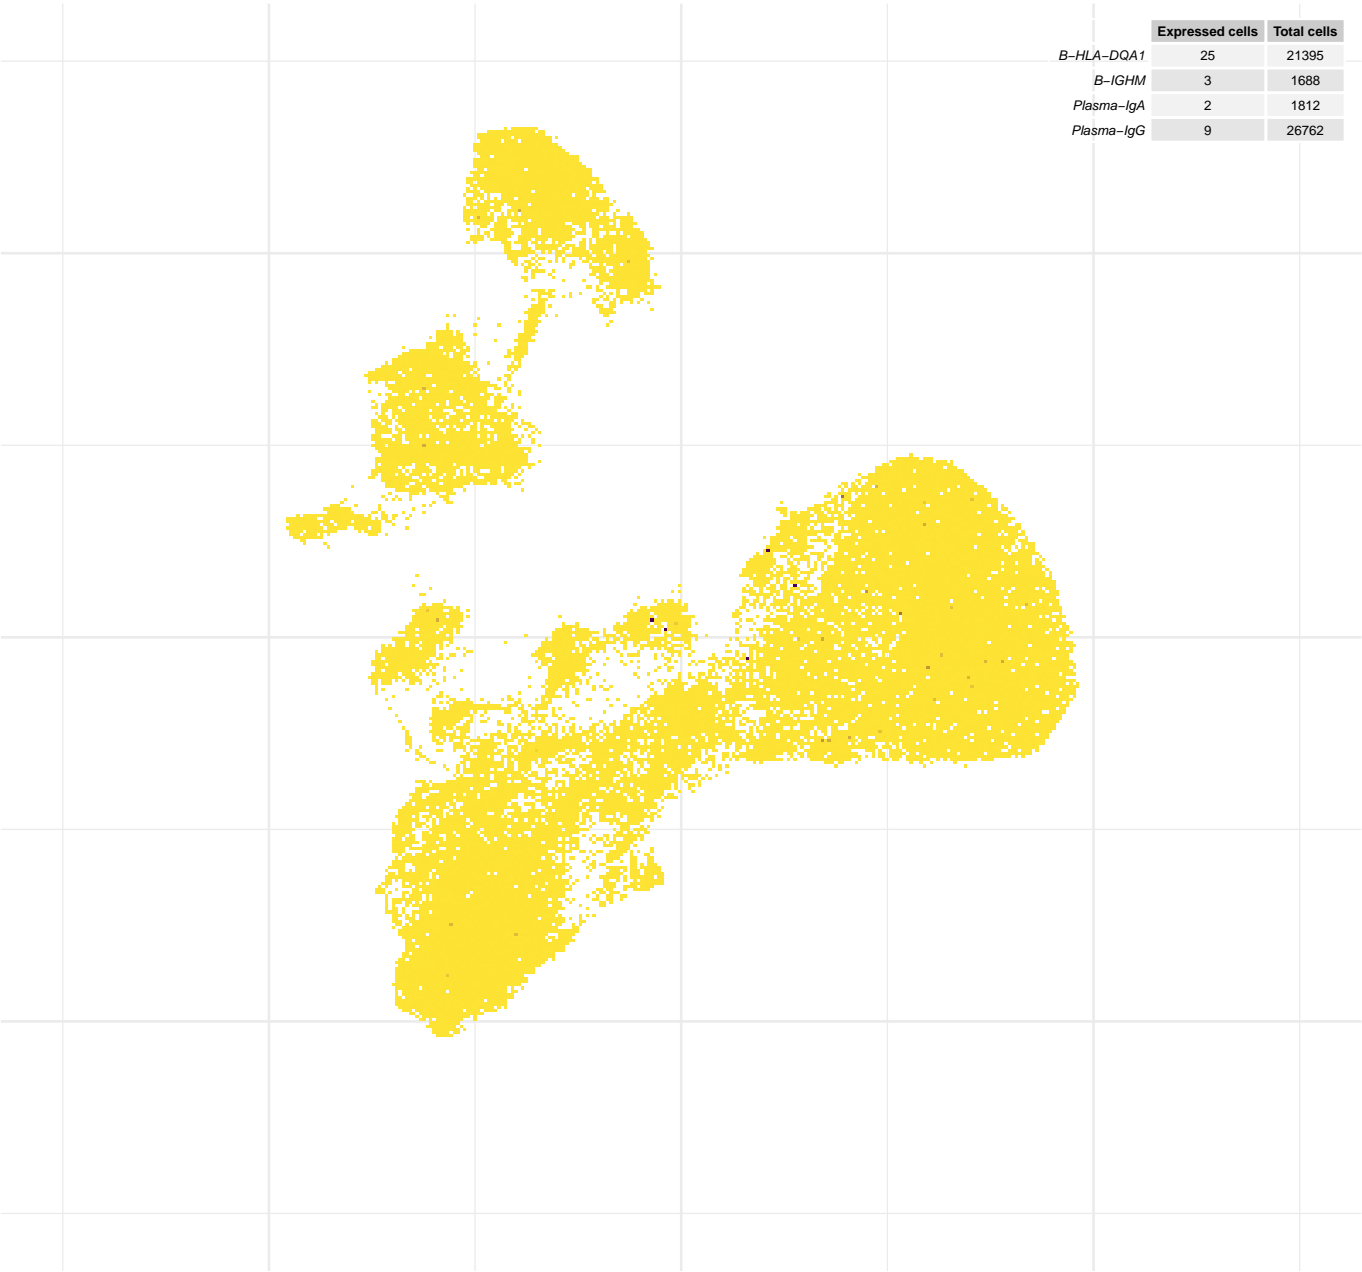 Expressed cells Total cells
B−HLA−DQA1 25 21395
B−IGHM 3 1688
Plasma−IgA 2 1812
Plasma−IgG 9 26762